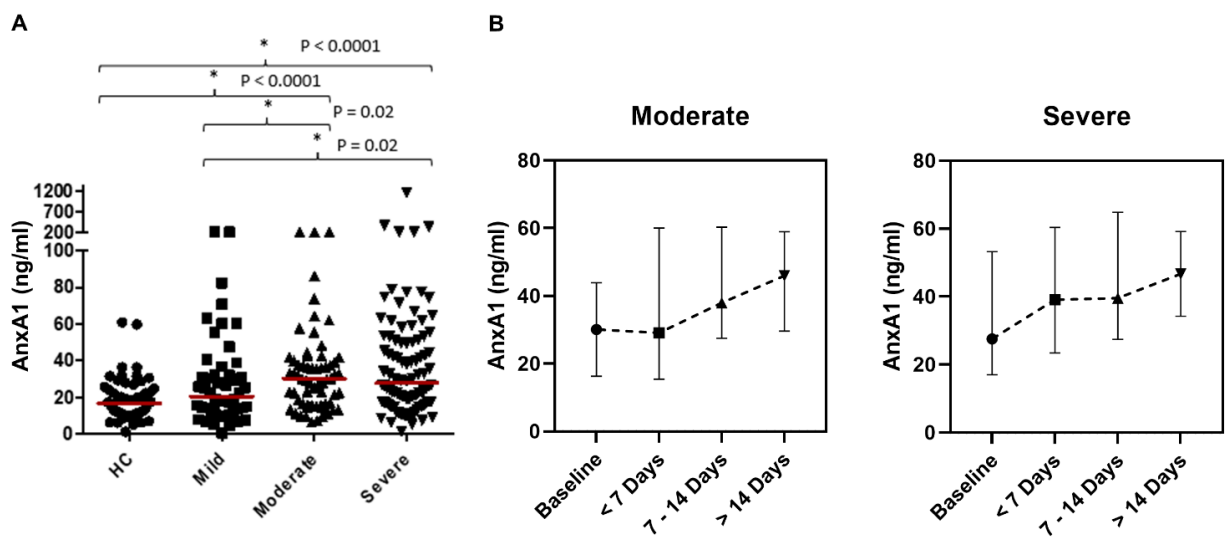 A
* P < 0.0001
* P < 0.0001
* P = 0.02
* P = 0.02
AnxA1 (ng/ml)
1200
700
200
100
80
60
40
20
0
HC
Mild
Moderate
Severe
B
Moderate
AnxA1 (ng/ml)
80
60
40
20
0
Baseline
< 7 Days
7 - 14 Days
> 14 Days
Severe
AnxA1 (ng/ml)
80
60
40
20
0
Baseline
< 7 Days
7 - 14 Days
> 14 Days